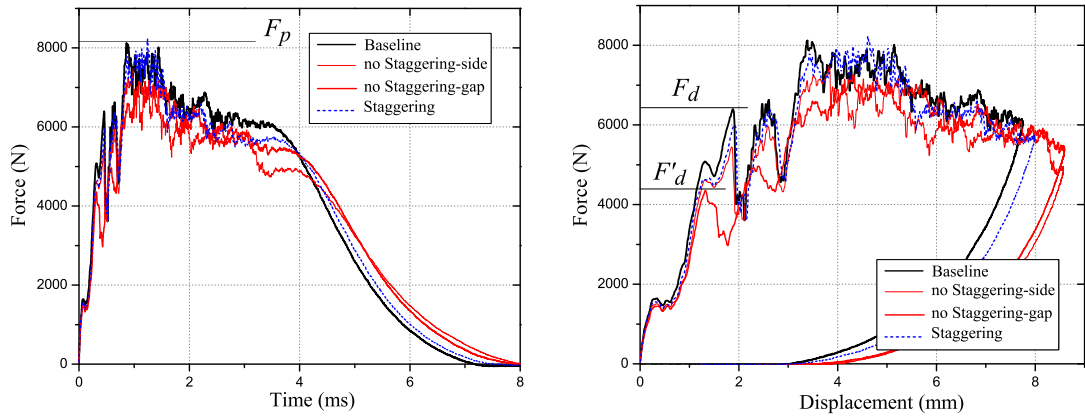 F_p
Baseline
no Staggering-side
no Staggering-gap
Staggering
Force (N)
8000
6000
4000
2000
0
0
2
4
6
8
Time (ms)
F_d
F'_d
Force (N)
8000
6000
4000
2000
0
Baseline
no Staggering-side
no Staggering-gap
Staggering
0
2
4
6
8
Displacement (mm)